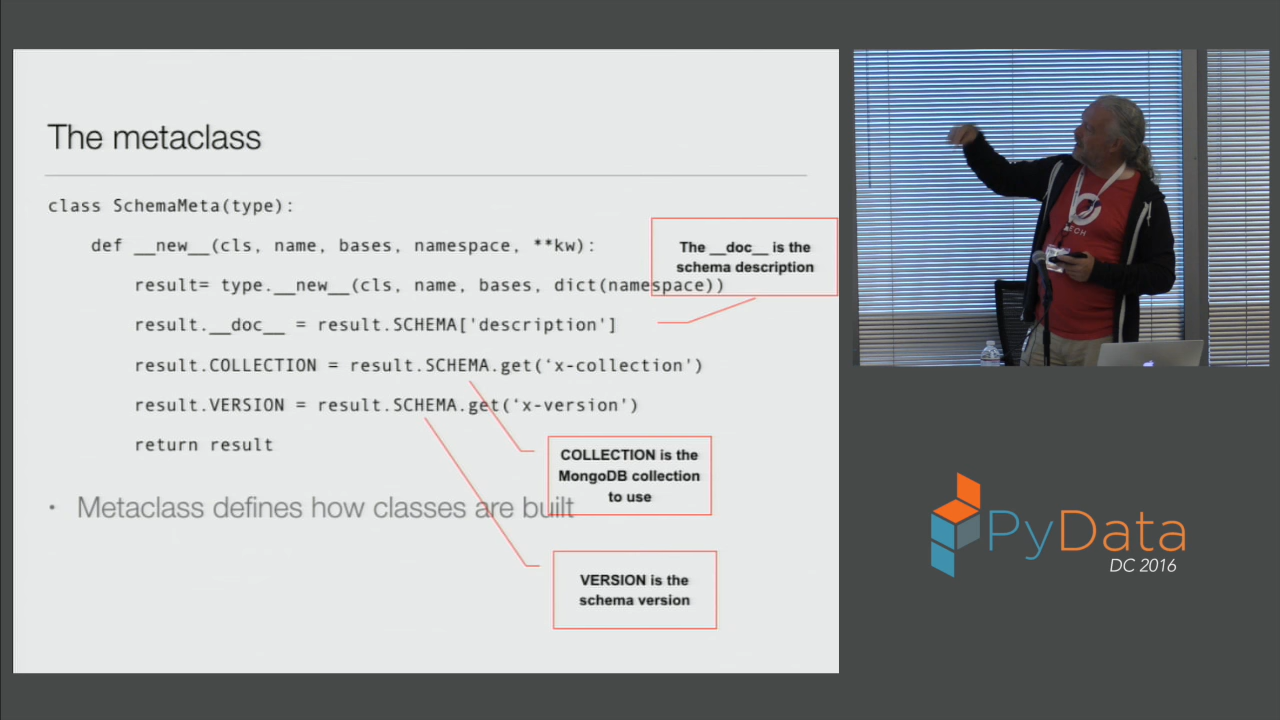 The metaclass
class SchemaMeta(type):
def __new__(cls, name, bases, namespace, **kw):
result= type.__new__(cls, name, bases, dict(namespace))
result.__doc__ = result.SCHEMA['description']
result.COLLECTION = result.SCHEMA.get(‘x-collection')
result.VERSION = result.SCHEMA.get(‘x-version')
return result
• Metaclass defines how classes are built
The __doc__ is the
schema description
COLLECTION is the
MongoDB collection
to use
VERSION is the
schema version
PyData
DC 2016